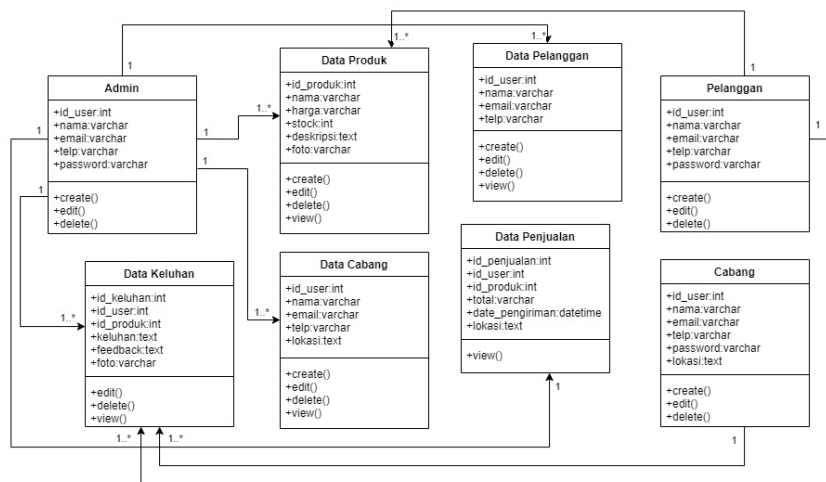 1
1..*
1..*
1
Admin
+id_user:int
+nama:varchar
+email:varchar
+telp:varchar
+password:varchar
+create()
+edit()
+delete()
1
1
1
1
1..*
1..*
1..*
Data Produk
+id_produk:int
+nama:varchar
+harga:varchar
+stock:int
+deskripsi:text
+foto:varchar
+create()
+edit()
+delete()
+view()
Data Pelanggan
+id_user:int
+nama:varchar
+email:varchar
+telp:varchar
+create()
+edit()
+delete()
+view()
Pelanggan
+id_user:int
+nama:varchar
+email:varchar
+telp:varchar
+password:varchar
+create()
+edit()
+delete()
1
Data Keluhan
+id_keluhan:int
+id_user:int
+id_produk:int
+keluhan:text
+feedback:text
+foto:varchar
+edit()
+delete()
+view()
1..*
1..*
Data Cabang
+id_user:int
+nama:varchar
+email:varchar
+telp:varchar
+lokasi:text
+create()
+edit()
+delete()
+view()
Data Penjualan
+id_penjualan:int
+id_user:int
+id_produk:int
+total:varchar
+date_pengiriman:datetime
+lokasi:text
+view()
1
Cabang
+id_user:int
+nama:varchar
+email:varchar
+telp:varchar
+password:varchar
+lokasi:text
+create()
+edit()
+delete()
1